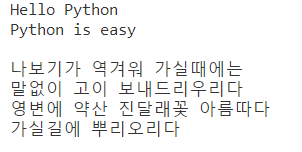 Hello Python
Python is easy

나보기가 역겨워 가실때에는
말없이 고이 보내드리우리다
영변에 약산 진달래꽃 아름따다
가실길에 뿌리오리다